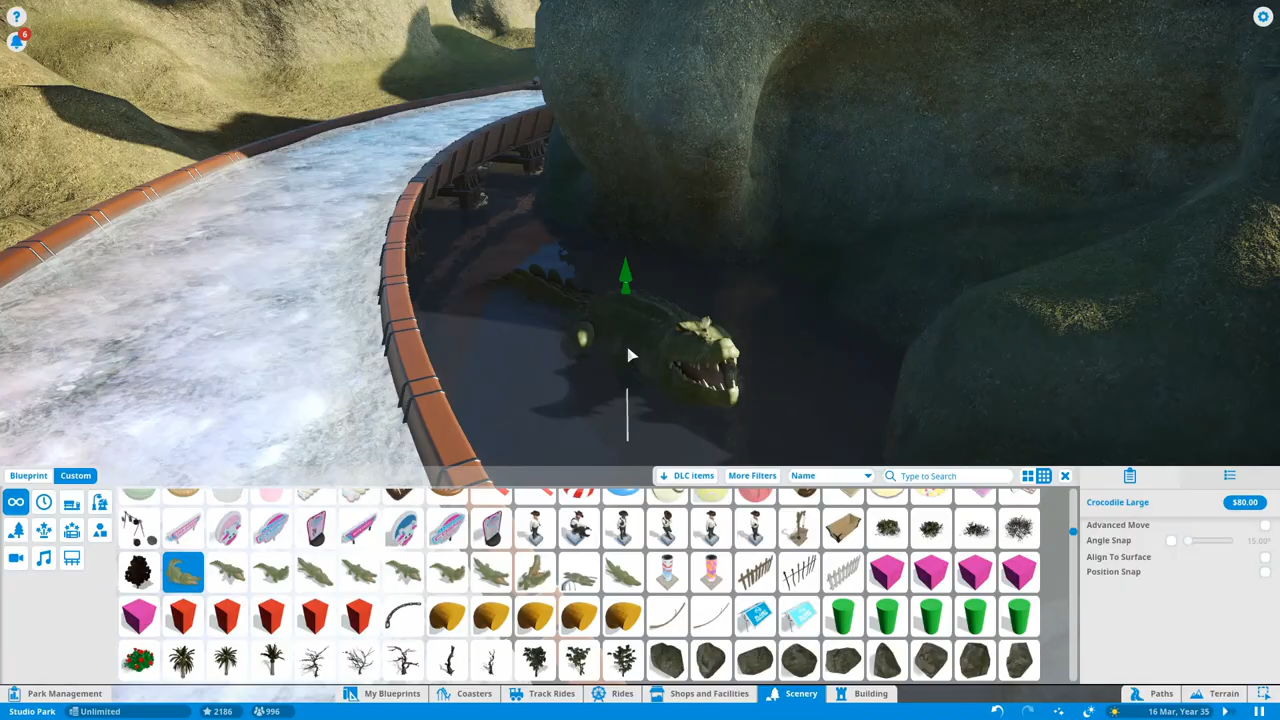 ?
6
Blueprint
Custom
DLC items
More Filters
Name
Type to Search
Crocodile Large
$80.00
Advanced Move
Angle Snap
15.00°
Align To Surface
Position Snap
Park Management
My Blueprints
Coasters
Track Rides
Rides
Shops and Facilities
Scenery
Building
Paths
Terrain
Studio Park
Unlimited
2186
996
16 Mar, Year 35